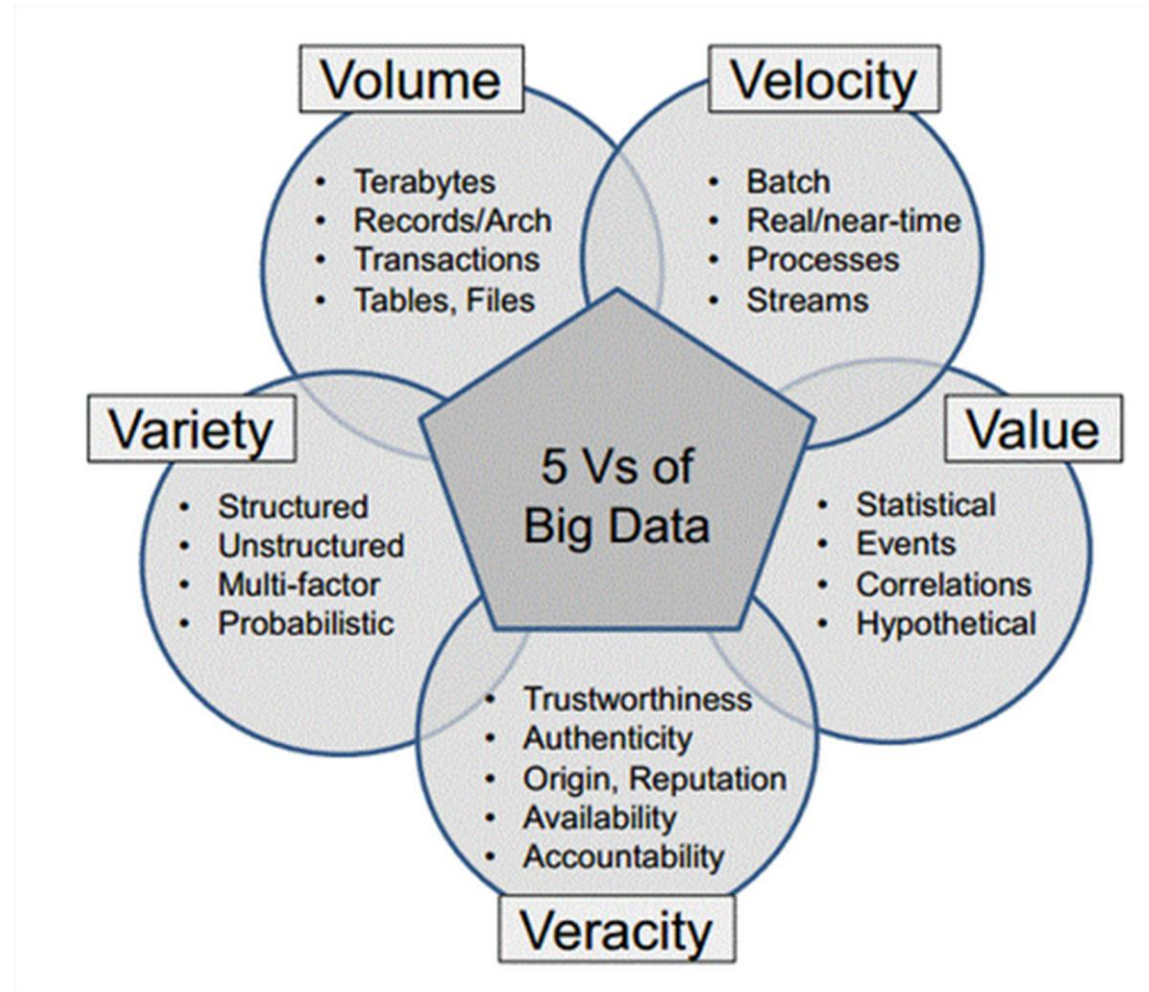 Volume
• Terabytes
• Records/Arch
• Transactions
• Tables, Files
Velocity
• Batch
• Real/near-time
• Processes
• Streams
Variety
• Structured
• Unstructured
• Multi-factor
• Probabilistic
5 Vs of
Big Data
Value
• Statistical
• Events
• Correlations
• Hypothetical
• Trustworthiness
• Authenticity
• Origin, Reputation
• Availability
• Accountability
Veracity